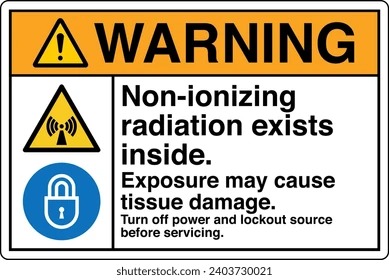 WARNING
Non-ionizing
radiation exists
inside.
Exposure may cause
tissue damage.
Turn off power and lockout source
before servicing.
shutterstock.com · 2403730021